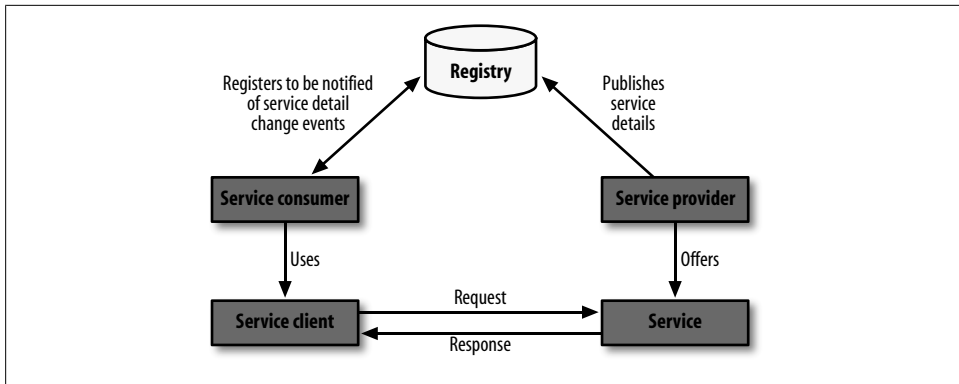 Registry
Registers to be notified
of service detail
change events
Publishes
service
details
Service consumer
Service provider
Uses
Offers
Request
Service client
Service
Response